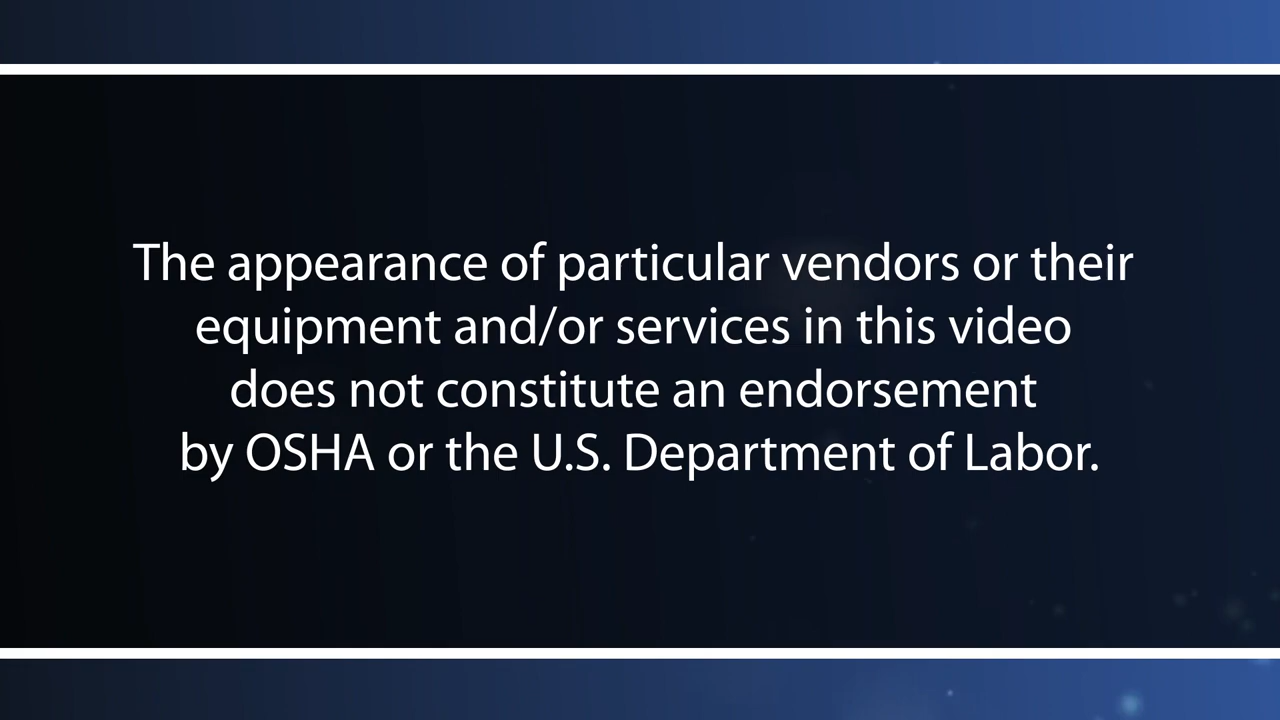 The appearance of particular vendors or their
equipment and/or services in this video
does not constitute an endorsement
by OSHA or the U.S. Department of Labor.